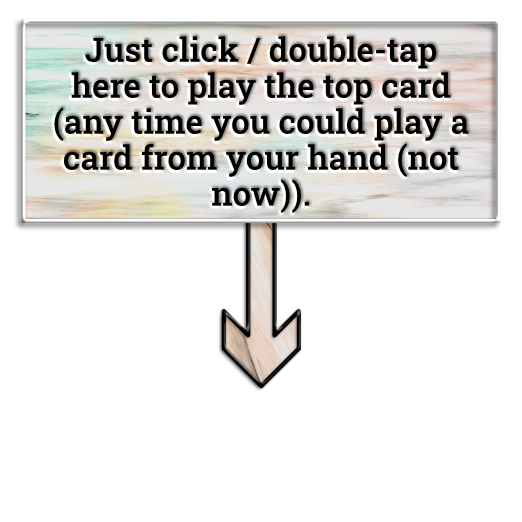 Just click / double-tap
here to play the top card
(any time you could play a
card from your hand (not
now)).